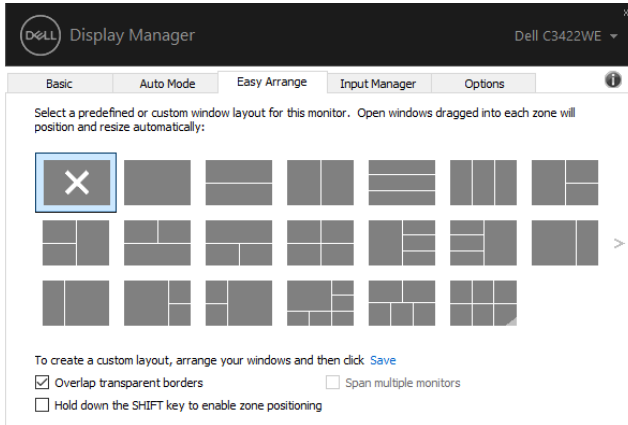 DELL Display Manager Dell C3422WE
Basic Auto Mode Easy Arrange Input Manager Options
Select a predefined or custom window layout for this monitor. Open windows dragged into each zone will
position and resize automatically:
To create a custom layout, arrange your windows and then click Save
Overlap transparent borders Span multiple monitors
Hold down the SHIFT key to enable zone positioning